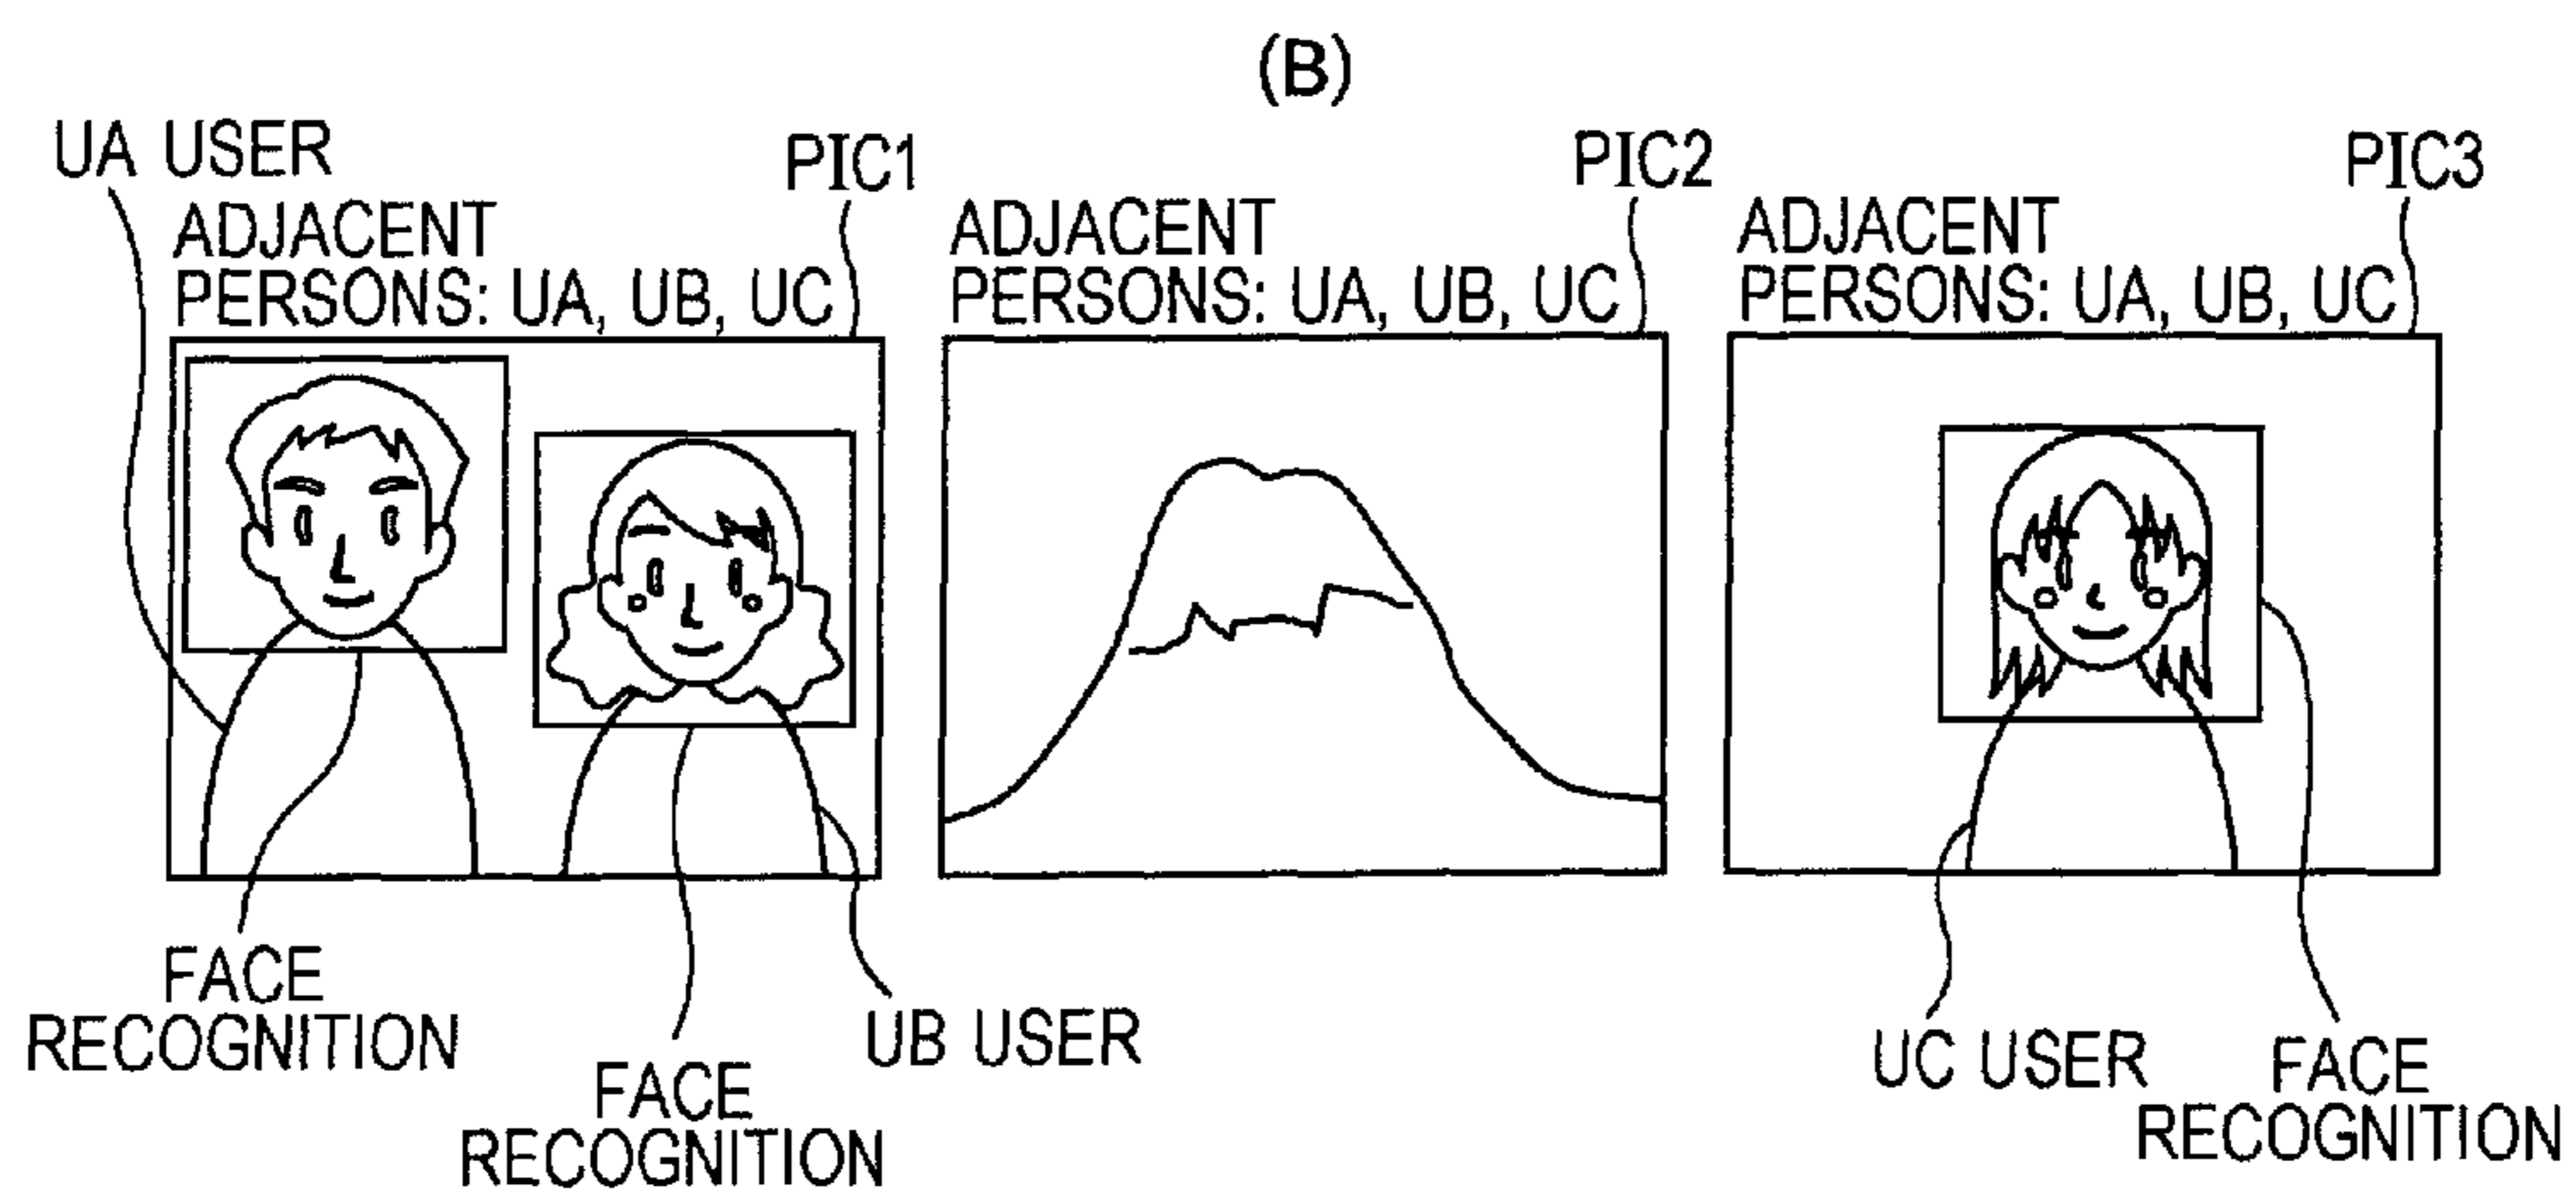 (B)
UA USER
PIC1
ADJACENT
PERSONS: UA, UB, UC
FACE
RECOGNITION
FACE
RECOGNITION
UB USER
PIC2
ADJACENT
PERSONS: UA, UB, UC
PIC3
ADJACENT
PERSONS: UA, UB, UC
UC USER
FACE
RECOGNITION